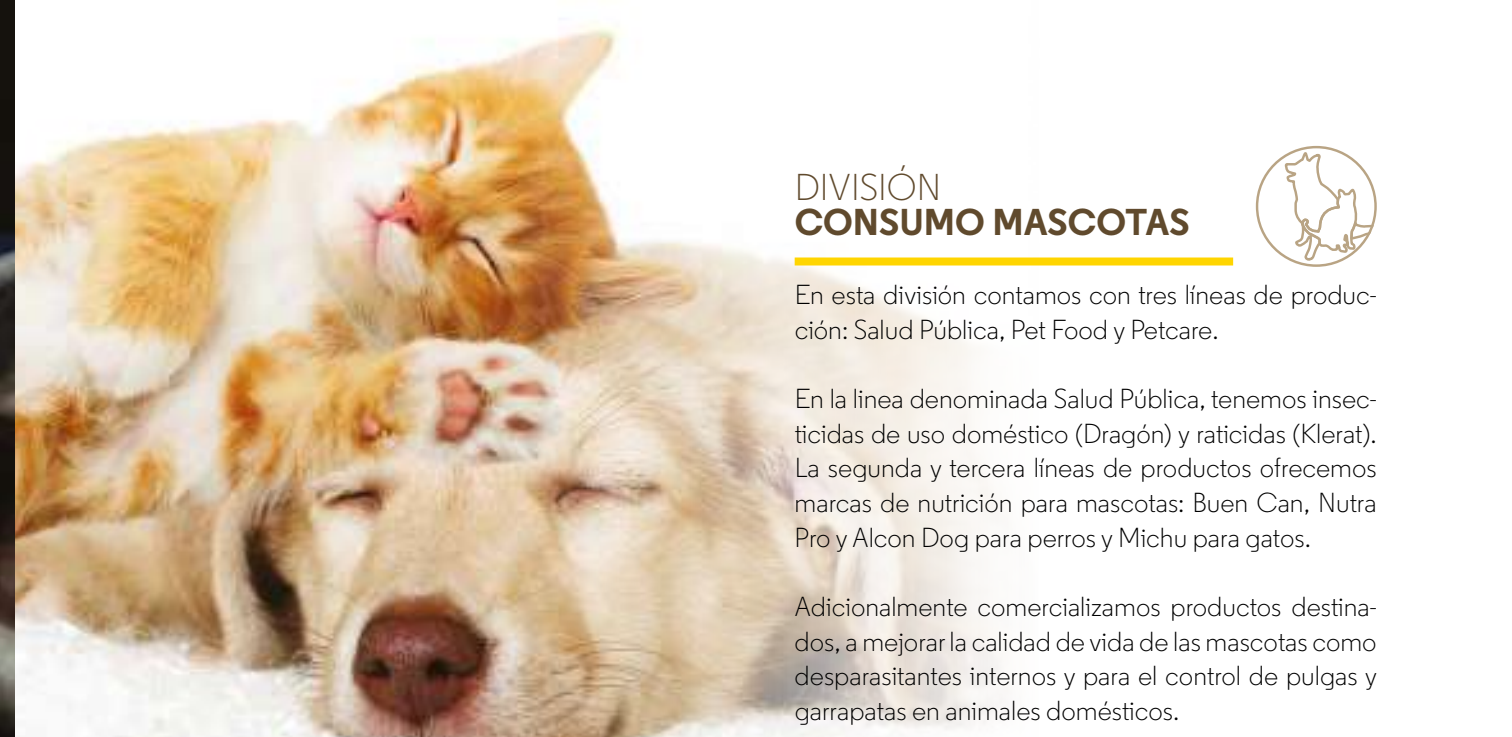 DIVISIÓN
CONSUMO MASCOTAS
En esta división contamos con tres líneas de produc-
ción: Salud Pública, Pet Food y Petcare.
En la linea denominada Salud Pública, tenemos insec-
ticidas de uso doméstico (Dragón) y raticidas (Klerat).
La segunda y tercera líneas de productos ofrecemos
marcas de nutrición para mascotas: Buen Can, Nutra
Pro y Alcon Dog para perros y Michu para gatos.
Adicionalmente comercializamos productos destina-
dos, a mejorar la calidad de vida de las mascotas como
desparasitantes internos y para el control de pulgas y
garrapatas en animales domésticos.